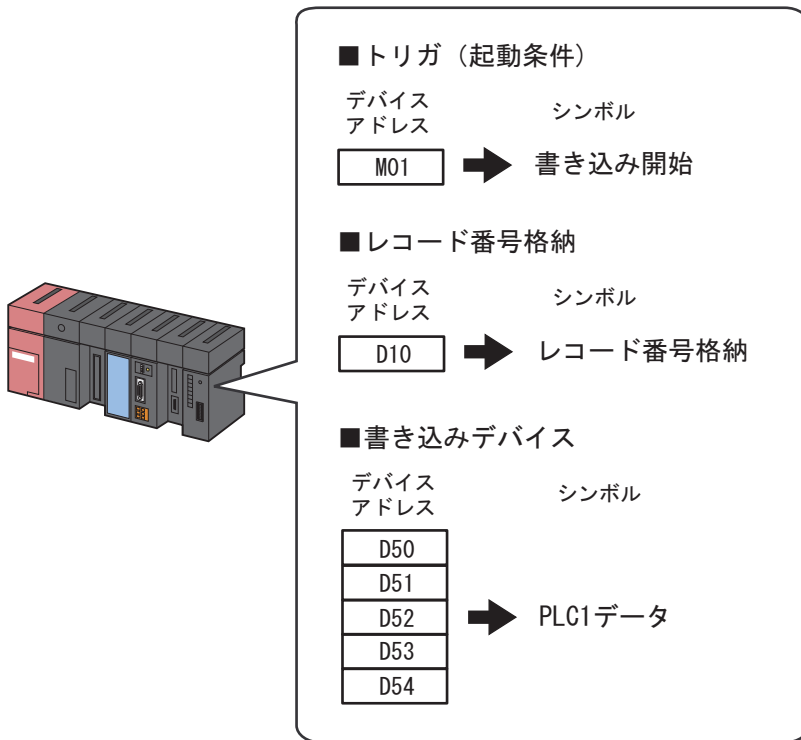 ■トリガ（起動条件）
デバイス
アドレス
シンボル
M01
書き込み開始
■レコード番号格納
デバイス
アドレス
シンボル
D10
レコード番号格納
■書き込みデバイス
デバイス
アドレス
シンボル
D50
D51
D52
PLC1データ
D53
D54